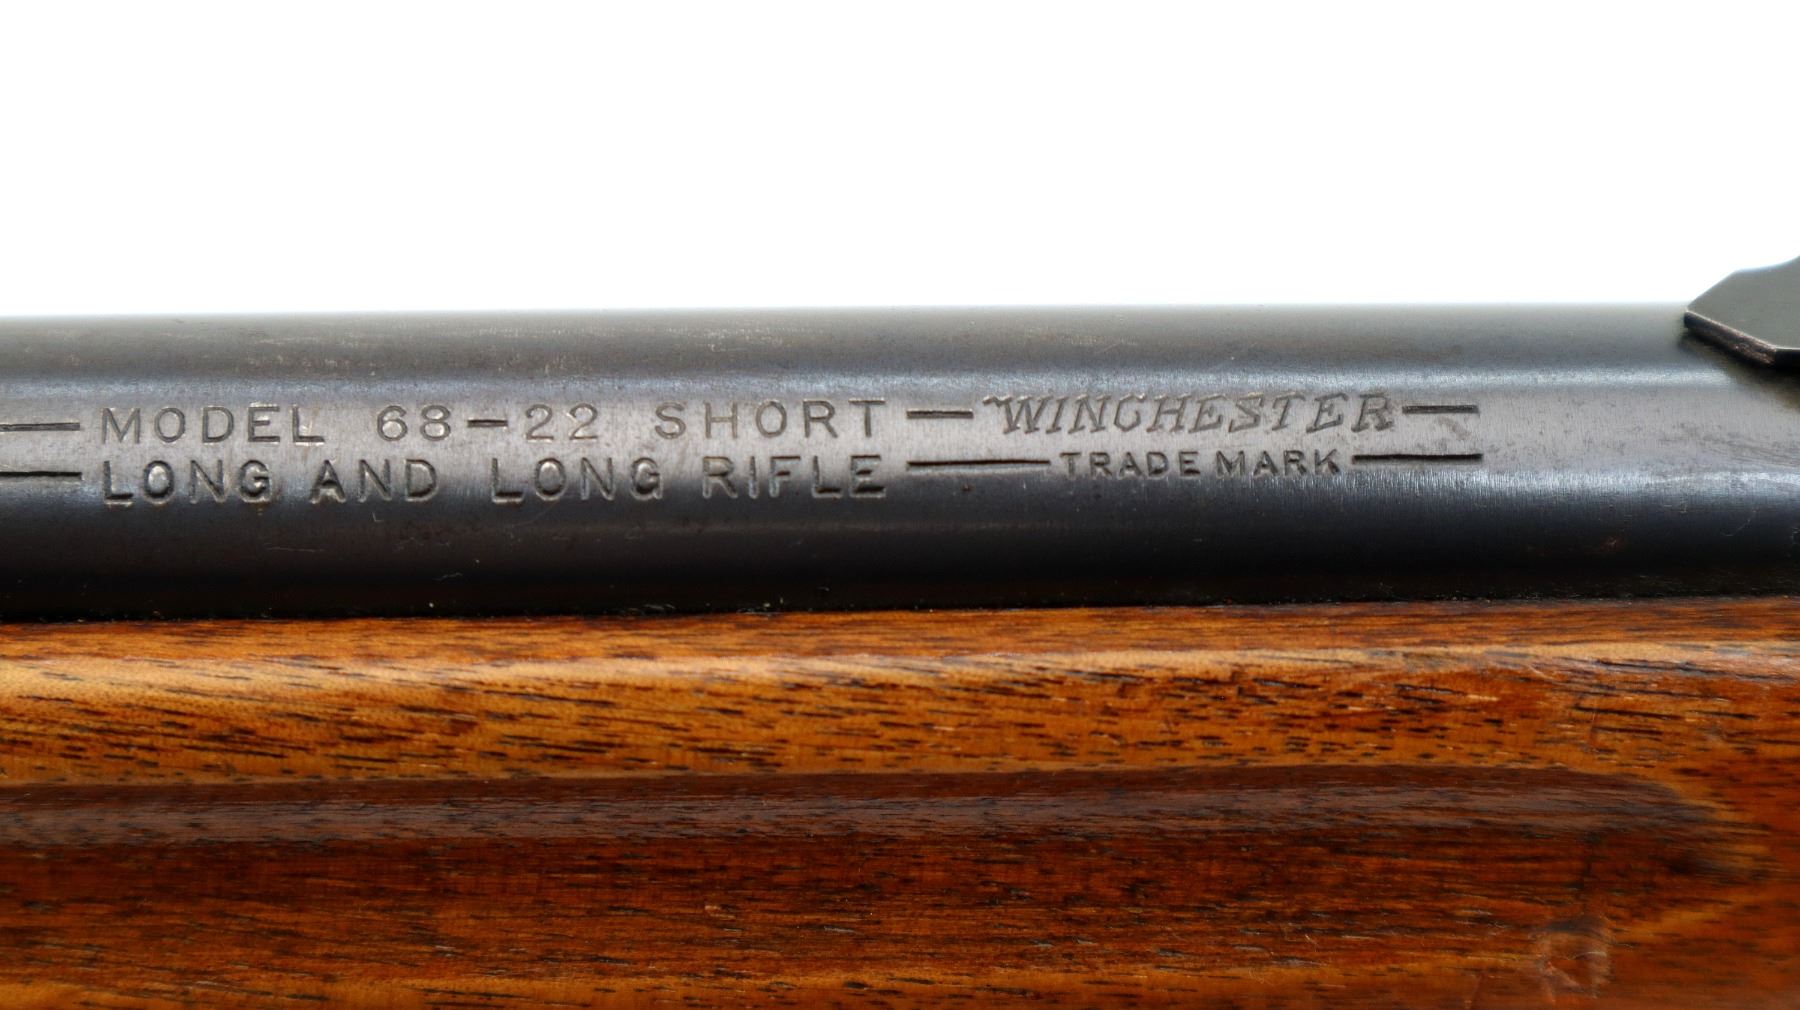 MODEL 68-22 SHORT — WINCHESTER —
LONG AND LONG RIFLE — TRADE MARK —